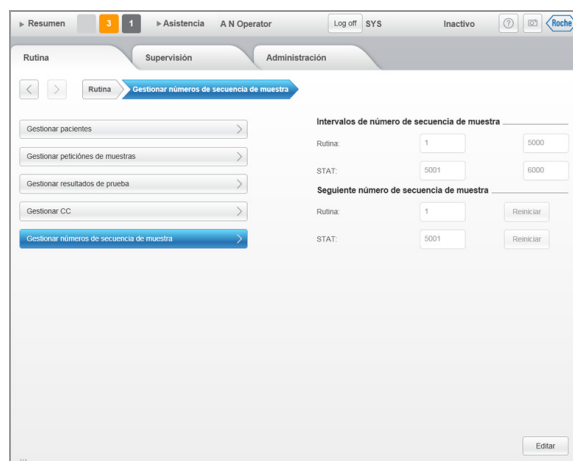 Resumen 3 1 Asistencia A N Operator Log off SYS Inactivo ? Roche
Rutina Supervisión Administración
Rutina Gestionar números de secuencia de muestra
Gestionar pacientes
Gestionar peticiónes de muestras
Gestionar resultados de prueba
Gestionar CC
Gestionar números de secuencia de muestra
Intervalos de número de secuencia de muestra
Rutina: 1 5000
STAT: 5001 6000
Seguiente número de secuencia de muestra
Rutina: 1 Reiniciar
STAT: 5001 Reiniciar
Editar